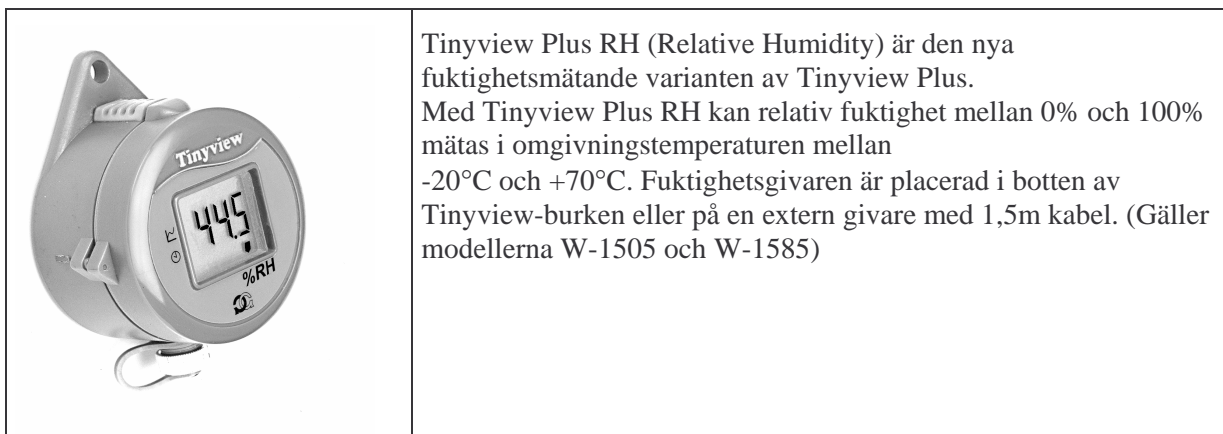 Tinyview
44.5
%RH
Tinyview Plus RH (Relative Humidity) är den nya
fuktighetsmätande varianten av Tinyview Plus.
Med Tinyview Plus RH kan relativ fuktighet mellan 0% och 100%
mätas i omgivningstemperaturen mellan
-20°C och +70°C. Fuktighetsgivaren är placerad i botten av
Tinyview-burken eller på en extern givare med 1,5m kabel. (Gäller
modellerna W-1505 och W-1585)